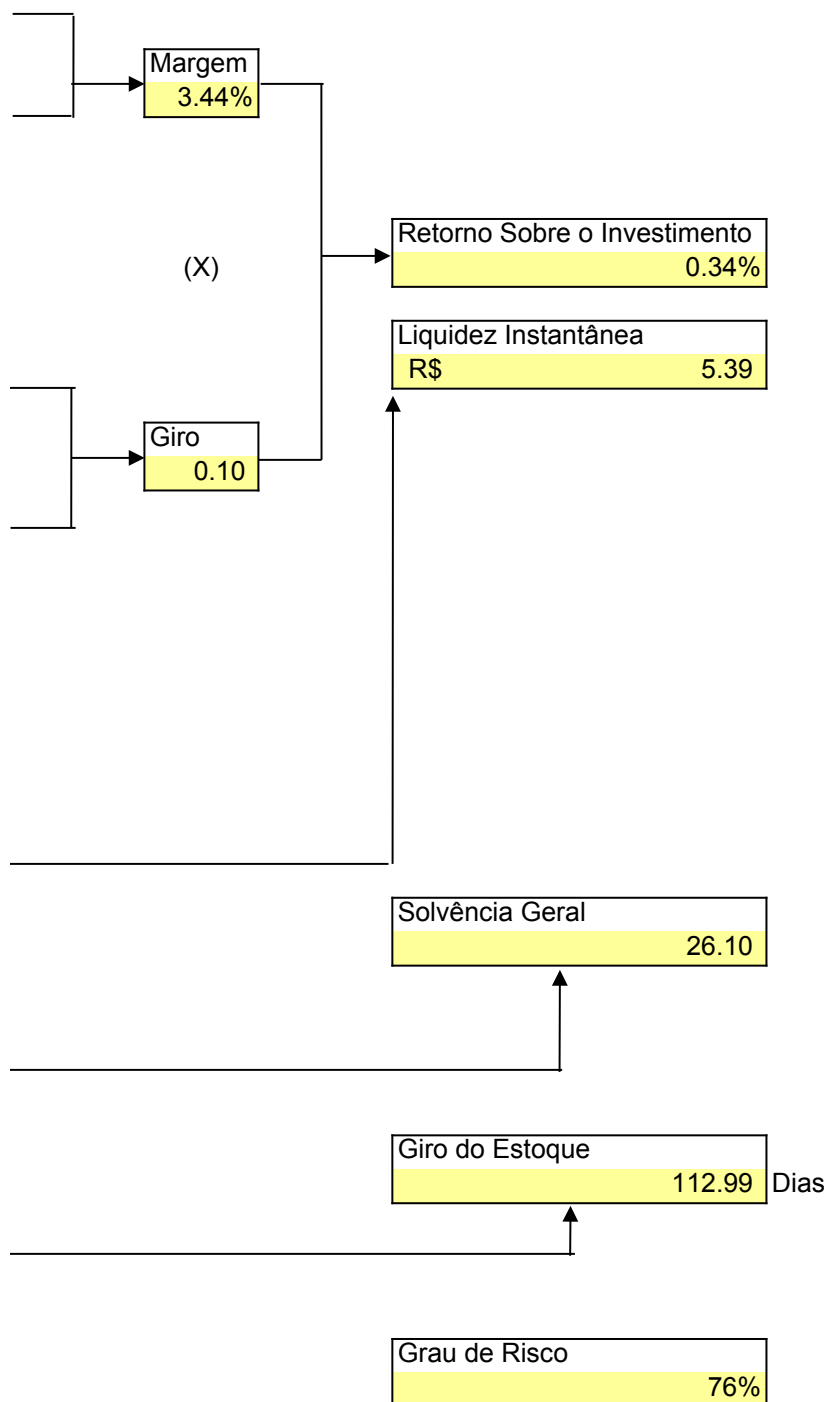 Margem
3.44%
Retorno Sobre o Investimento
0.34%
(X)
Liquidez Instantânea
R$ 5.39
Giro
0.10
Solvência Geral
26.10
Giro do Estoque
112.99 Dias
Grau de Risco
76%